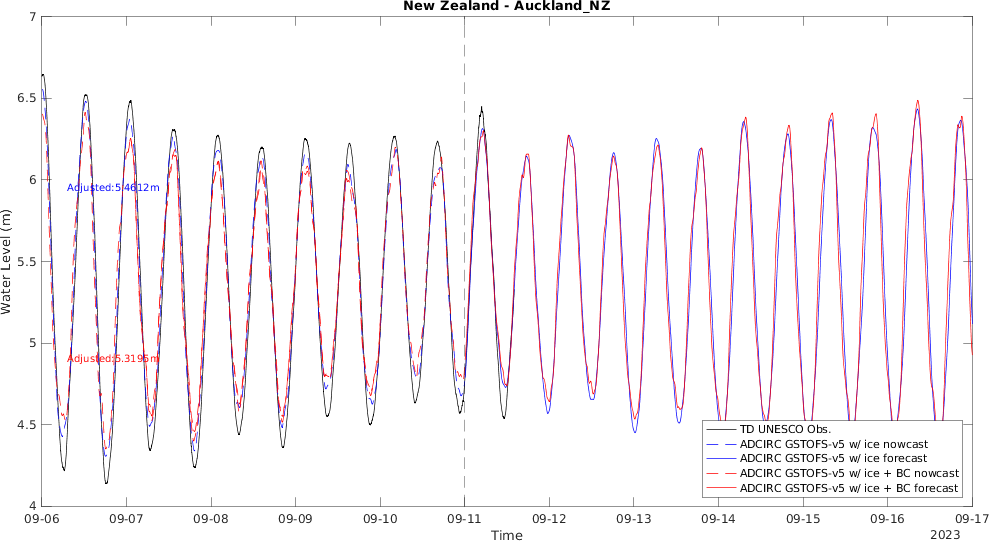 New Zealand - Auckland_NZ
7
6.5
6
5.5
5
4.5
4
Water Level (m)
Adjusted:5.4612m
Adjusted:5.3195m
TD UNESCO Obs.
ADCIRC GSTOFS-v5 w/ ice nowcast
ADCIRC GSTOFS-v5 w/ ice forecast
ADCIRC GSTOFS-v5 w/ ice + BC nowcast
ADCIRC GSTOFS-v5 w/ ice + BC forecast
09-06 09-07 09-08 09-09 09-10 09-11 09-12 09-13 09-14 09-15 09-16 09-17
Time
2023